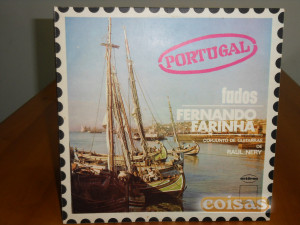 PORTUGAL
fados
FERNANDO
FARINHA
CONJUNTO DE GUITARRAS
DE
RAUL NERY
coisas